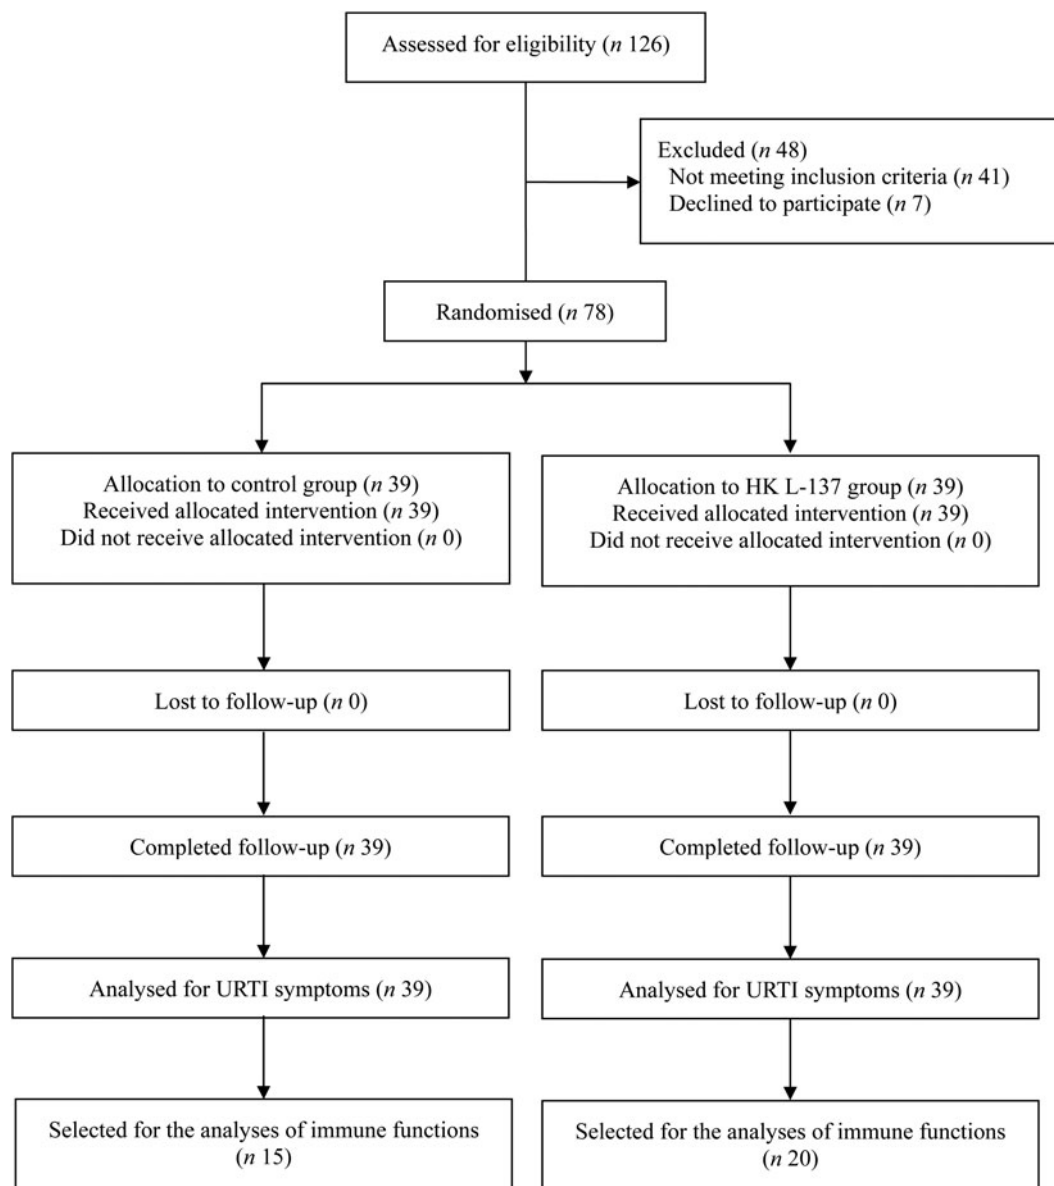 Assessed for eligibility (n 126)
Excluded (n 48)
Not meeting inclusion criteria (n 41)
Declined to participate (n 7)
Randomised (n 78)
Allocation to control group (n 39)
Received allocated intervention (n 39)
Did not receive allocated intervention (n 0)
Allocation to HK L-137 group (n 39)
Received allocated intervention (n 39)
Did not receive allocated intervention (n 0)
Lost to follow-up (n 0)
Lost to follow-up (n 0)
Completed follow-up (n 39)
Completed follow-up (n 39)
Analysed for URTI symptoms (n 39)
Analysed for URTI symptoms (n 39)
Selected for the analyses of immune functions
(n 15)
Selected for the analyses of immune functions
(n 20)